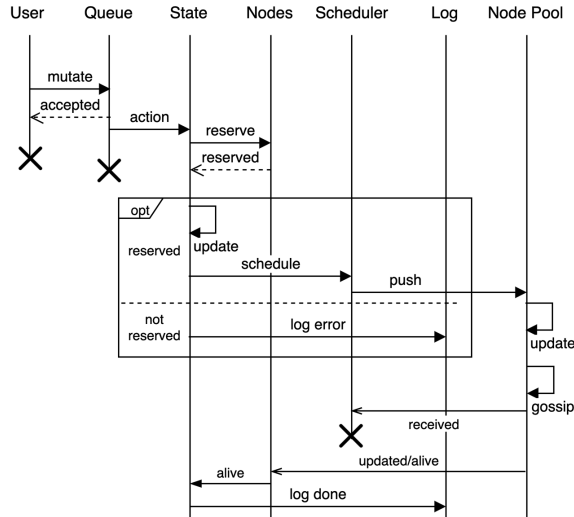 User Queue State Nodes Scheduler Log Node Pool
mutate
accepted
action
reserve
reserved
opt
update
reserved
schedule
push
not
reserved
log error
update
gossip
received
updated/alive
alive
log done